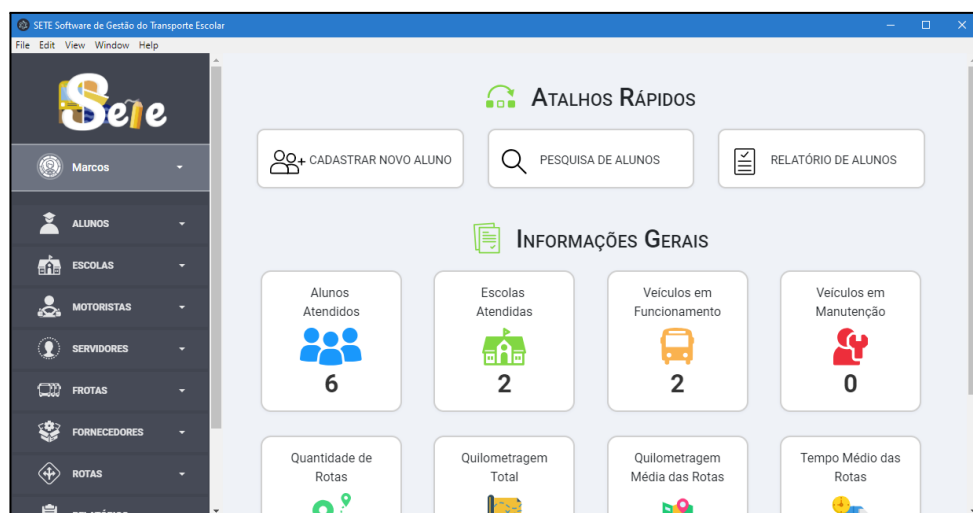 SETE Software de Gestão do Transporte Escolar
File Edit View Window Help
Sete
Marcos
ALUNOS
ESCOLAS
MOTORISTAS
SERVIDORES
FROTAS
FORNECEDORES
ROTAS
ATALHOS RÁPIDOS
CADASTRAR NOVO ALUNO
PESQUISA DE ALUNOS
RELATÓRIO DE ALUNOS
INFORMAÇÕES GERAIS
Alunos
Atendidos
6
Escolas
Atendidas
2
Veículos em
Funcionamento
2
Veículos em
Manutenção
0
Quantidade de
Rotas
Quilometragem
Total
Quilometragem
Média das Rotas
Tempo Médio das
Rotas